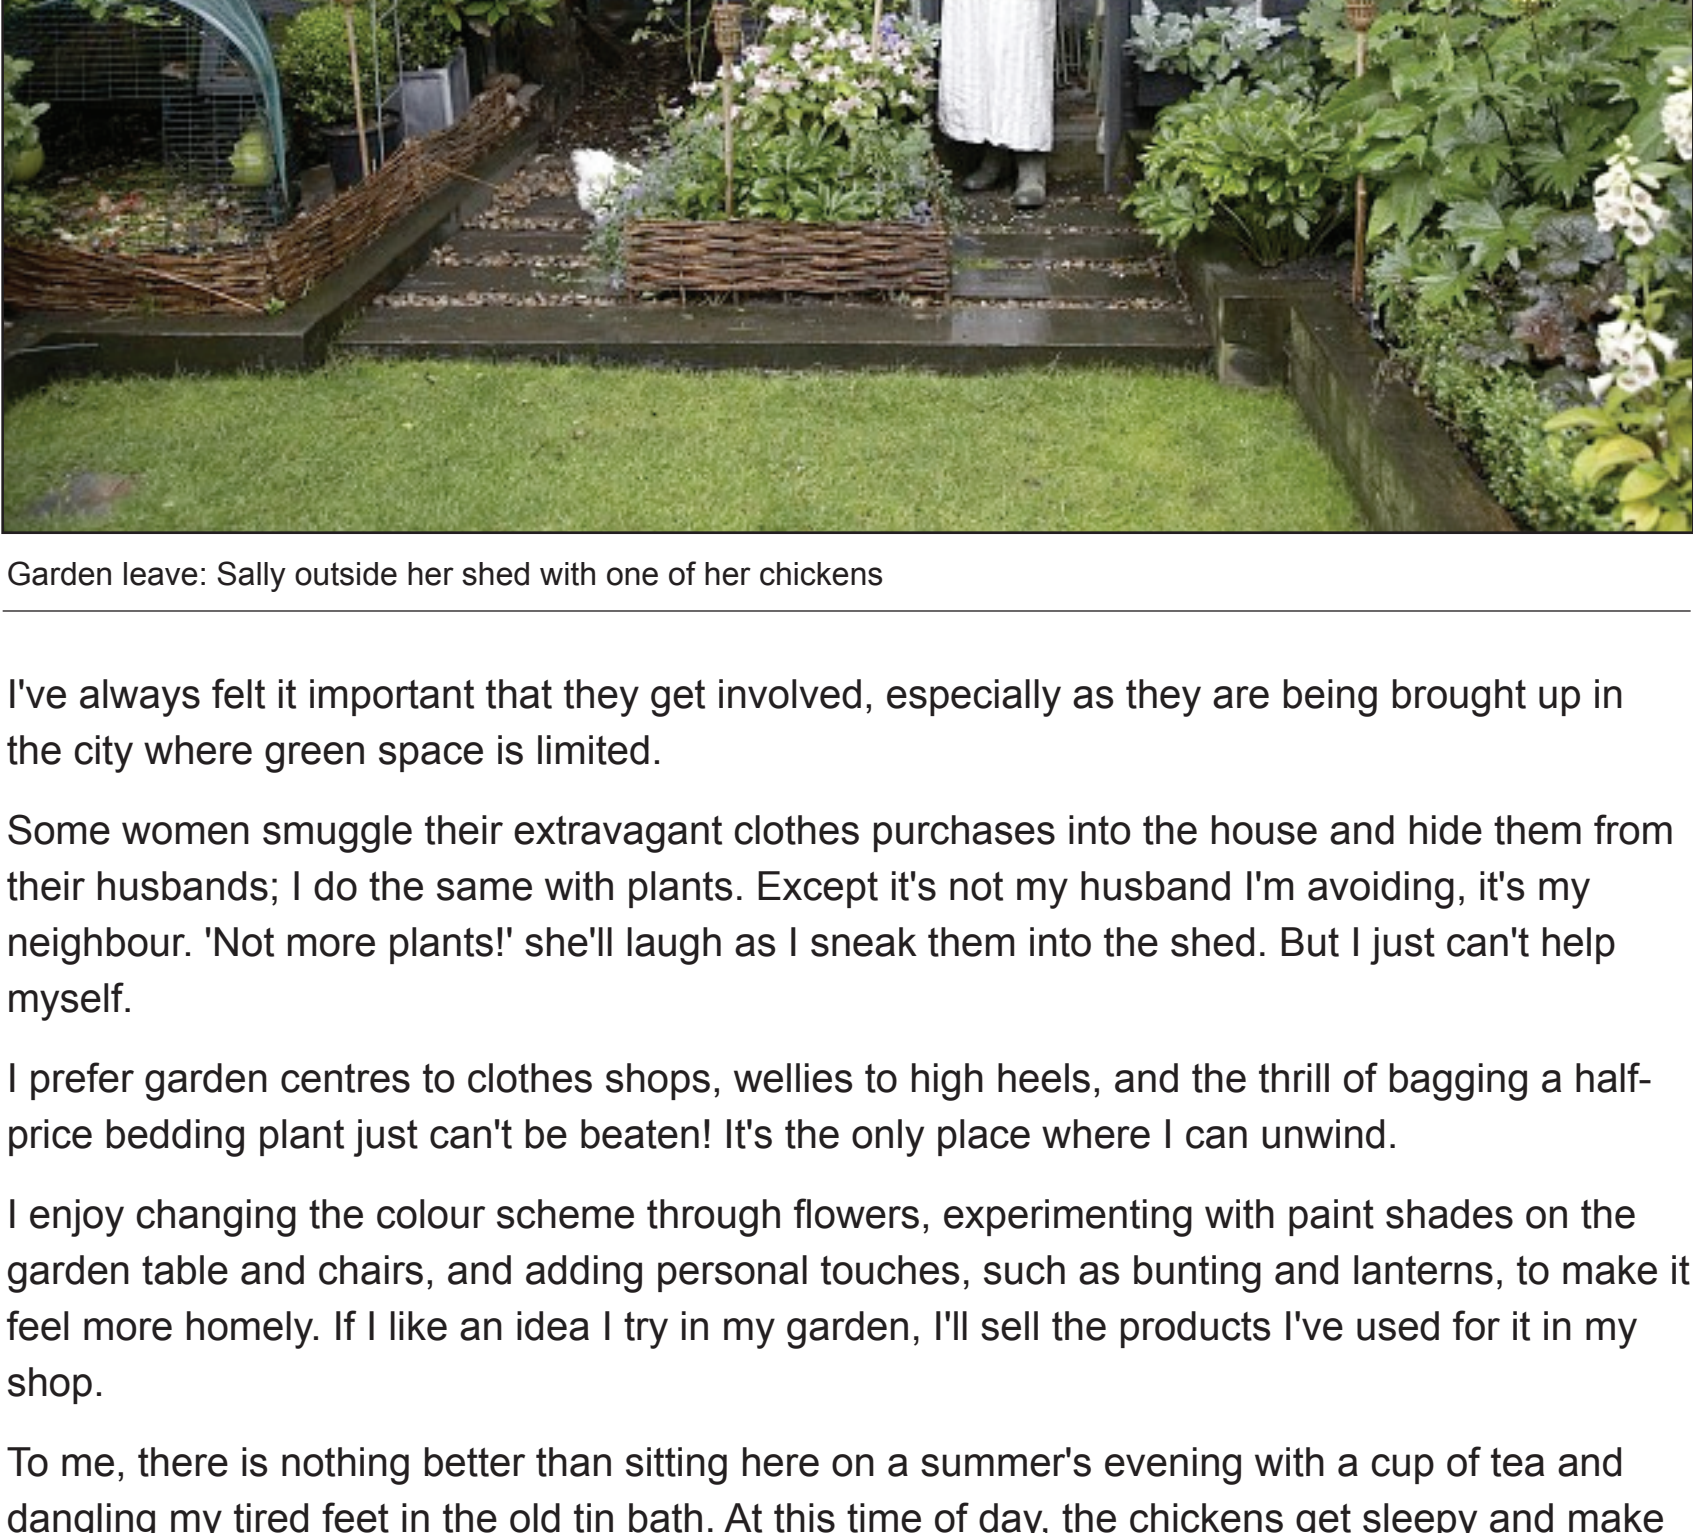 Garden leave: Sally outside her shed with one of her chickens
I've always felt it important that they get involved, especially as they are being brought up in
the city where green space is limited.
Some women smuggle their extravagant clothes purchases into the house and hide them from
their husbands; I do the same with plants. Except it's not my husband I'm avoiding, it's my
neighbour. 'Not more plants!' she'll laugh as I sneak them into the shed. But I just can't help
myself.
I prefer garden centres to clothes shops, wellies to high heels, and the thrill of bagging a half-
price bedding plant just can't be beaten! It's the only place where I can unwind.
I enjoy changing the colour scheme through flowers, experimenting with paint shades on the
garden table and chairs, and adding personal touches, such as bunting and lanterns, to make it
feel more homely. If I like an idea I try in my garden, I'll sell the products I've used for it in my
shop.
To me, there is nothing better than sitting here on a summer's evening with a cup of tea and
dangling my tired feet in the old tin bath. At this time of day, the chickens get sleepy and make